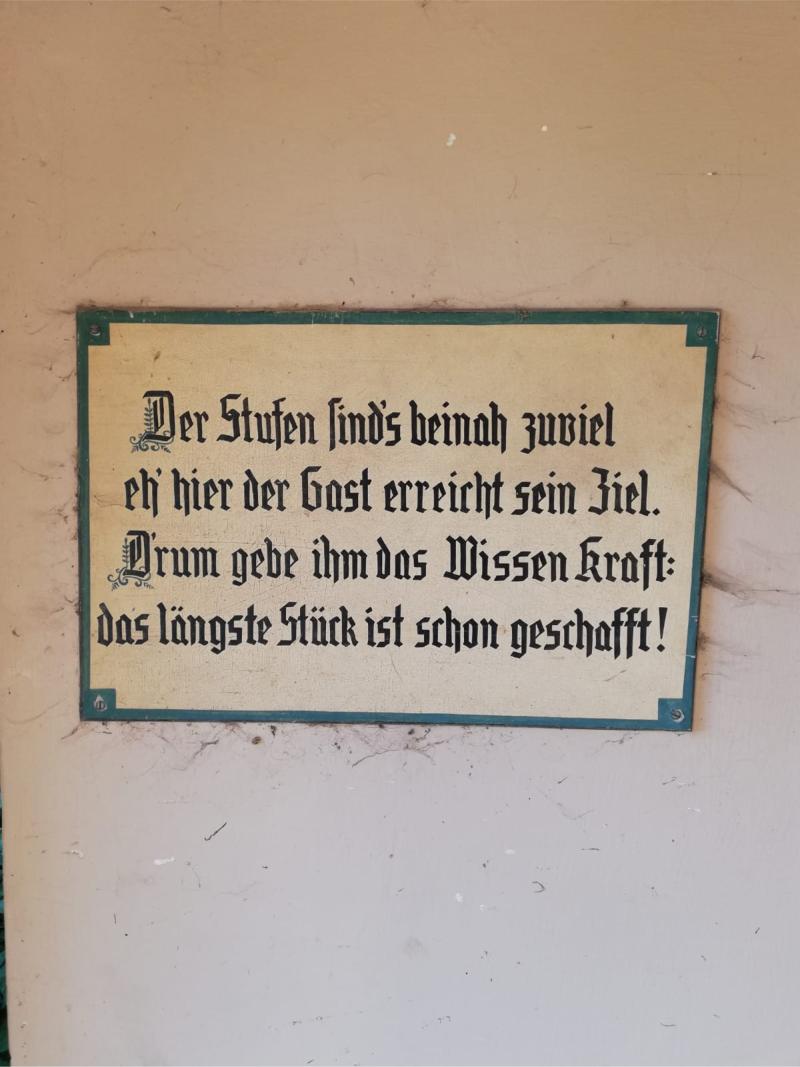 Der Stufen sind's beinah zuviel
eh' hier der Gast erreicht sein Ziel.
D'rum gebe ihm das Wissen Kraft:
das längste Stück ist schon geschafft!